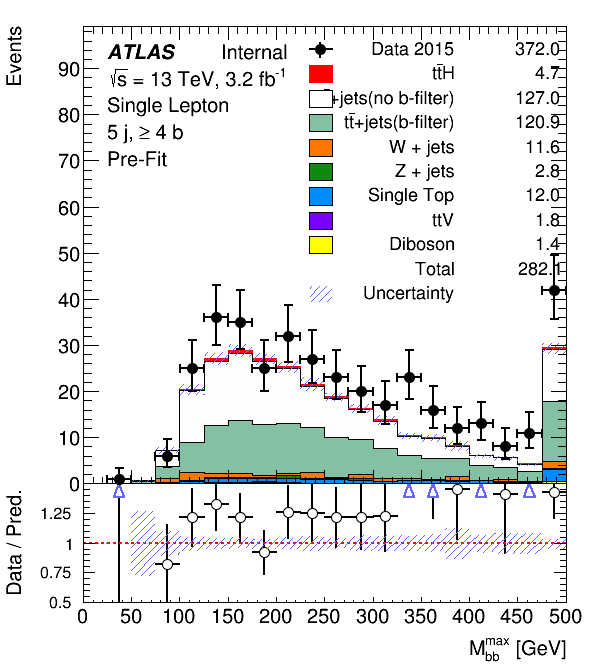 Events
ATLAS Internal
√s = 13 TeV, 3.2 fb⁻¹
Single Lepton
5 j, ≥ 4 b
Pre-Fit
Data 2015 372.0
tt̄H 4.7
+jets(no b-filter) 127.0
tt̄+jets(b-filter) 120.9
W + jets 11.6
Z + jets 2.8
Single Top 12.0
ttV 1.8
Diboson 1.4
Total 282.1
Uncertainty
90
80
70
60
50
40
30
20
10
0
Data / Pred.
1.25
1
0.75
0.5
0 50 100 150 200 250 300 350 400 450 500
M_bb^max [GeV]